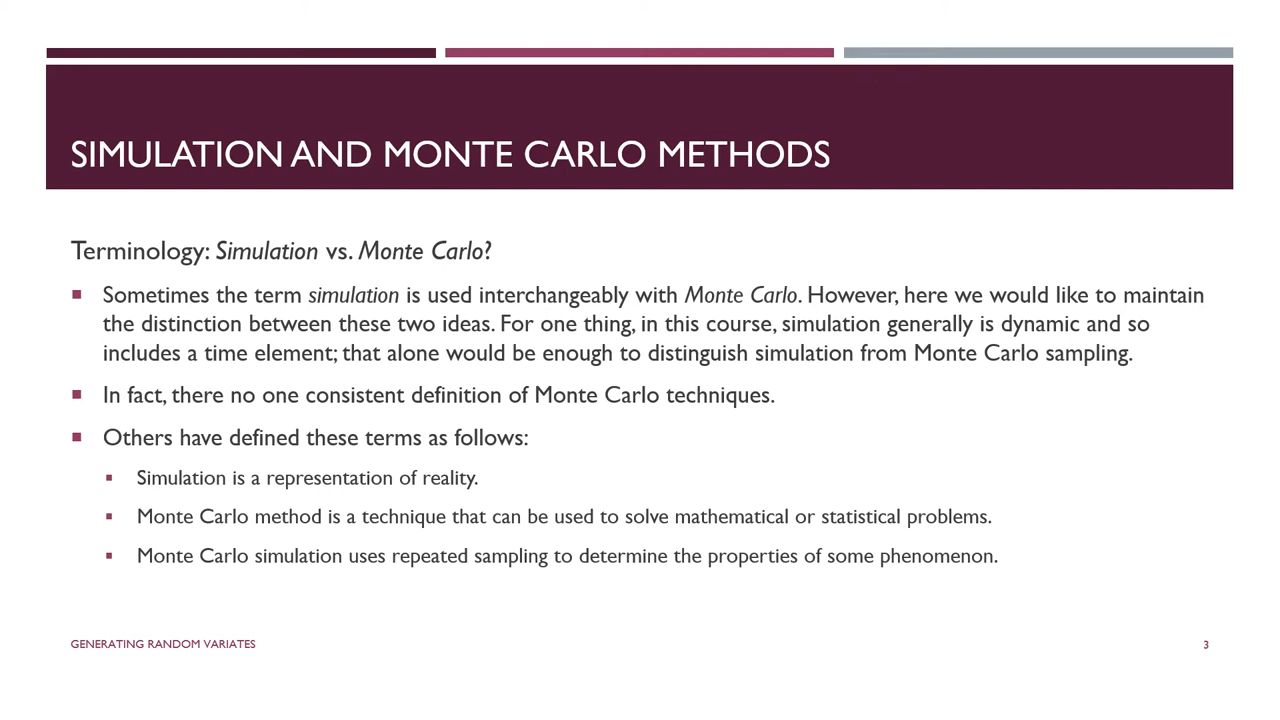 SIMULATION AND MONTE CARLO METHODS
Terminology: Simulation vs. Monte Carlo?
Sometimes the term simulation is used interchangeably with Monte Carlo. However, here we would like to maintain
the distinction between these two ideas. For one thing, in this course, simulation generally is dynamic and so
includes a time element; that alone would be enough to distinguish simulation from Monte Carlo sampling.
In fact, there no one consistent definition of Monte Carlo techniques.
Others have defined these terms as follows:
Simulation is a representation of reality.
Monte Carlo method is a technique that can be used to solve mathematical or statistical problems.
Monte Carlo simulation uses repeated sampling to determine the properties of some phenomenon.
GENERATING RANDOM VARIATES
3